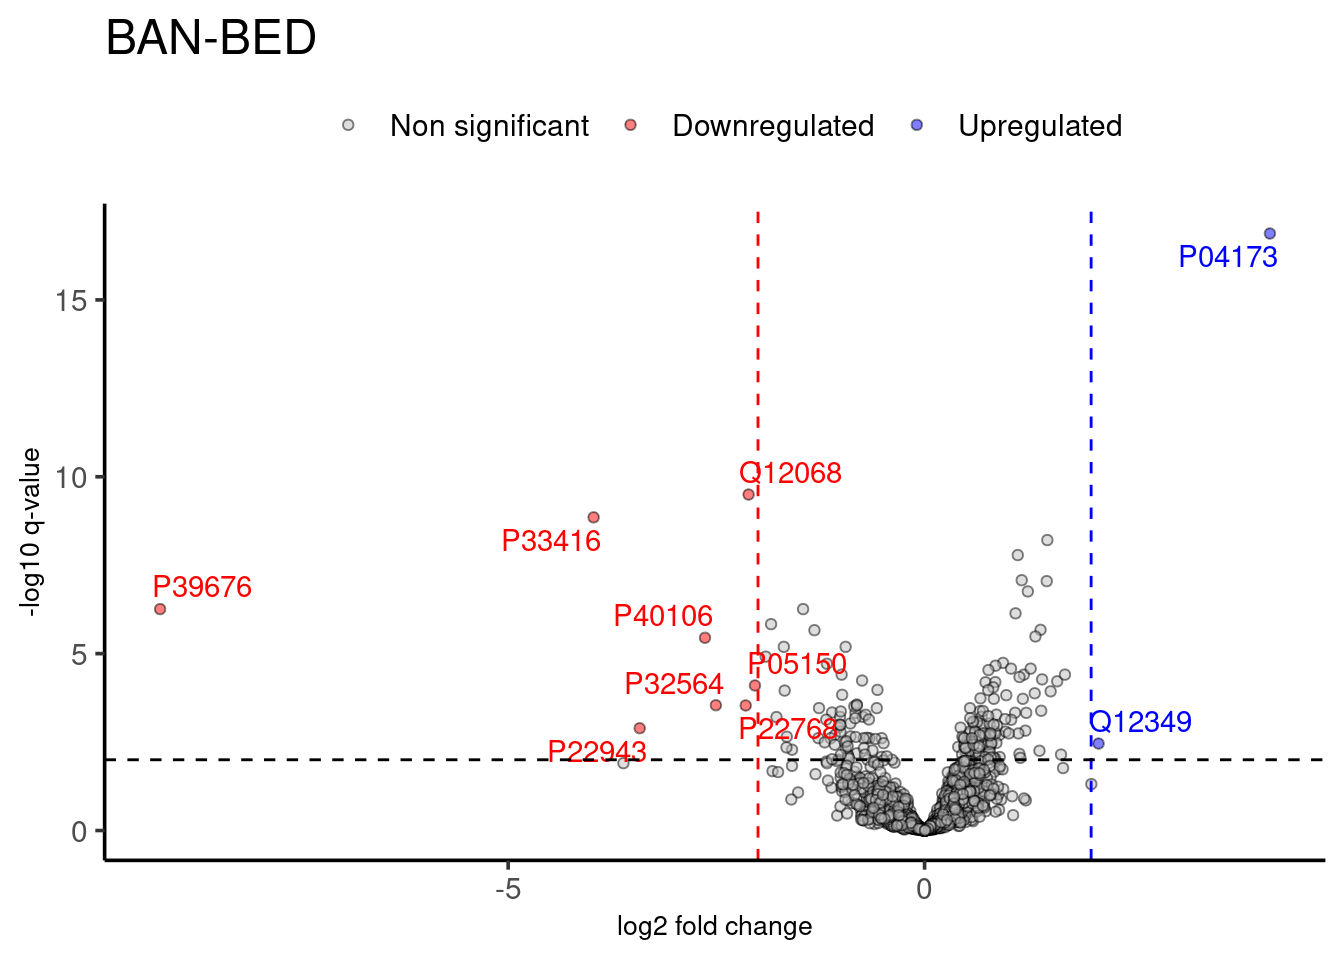 BAN-BED
Non significant Downregulated Upregulated
P04173
15
Q12068
10
P33416
P39676
P40106
P05150
5
P32564
Q12349
P22768
P22943
0
-5 0
log2 fold change
-log10 q-value